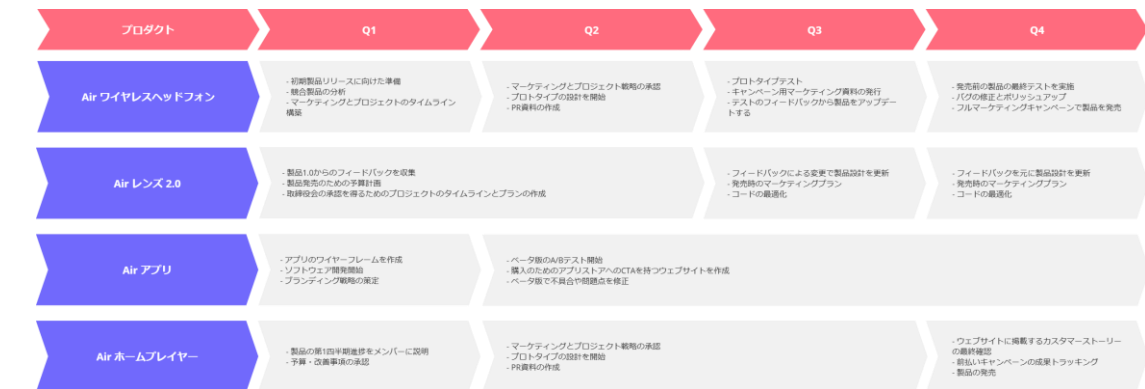 プロダクト
Q1
Q2
Q3
Q4
Air ワイヤレスヘッドフォン
- 初期製品リリースに向けた準備
- 競合製品の分析
- マーケティングとプロジェクトのタイムライン
構築
- マーケティングとプロジェクト戦略の承認
- プロトタイプの設計を開始
- PR資料の作成
- プロトタイプテスト
- キャンペーン用マーケティング資料の発行
- テストのフィードバックから製品をアップデー
トする
- 発売前の製品の最終テストを実施
- バグの修正とポリッシュアップ
- フルマーケティングキャンペーンで製品を発売
Air レンズ 2.0
- 製品1.0からのフィードバックを収集
- 製品発売のための予算計画
- 取締役会の承認を得るためのプロジェクトのタイムラインとプランの作成
- フィードバックによる変更で製品設計を更新
- 発売時のマーケティングプラン
- コードの最適化
- フィードバックを元に製品設計を更新
- 発売時のマーケティングプラン
- コードの最適化
Air アプリ
- アプリのワイヤーフレームを作成
- ソフトウェア開発開始
- ブランディング戦略の策定
- ベータ版のA/Bテスト開始
- 購入のためのアプリストアへのCTAを持つウェブサイトを作成
- ベータ版で不具合や問題点を修正
Air ホームプレイヤー
- 製品の第1四半期進捗をメンバーに説明
- 予算・改善事項の承認
- マーケティングとプロジェクト戦略の承認
- プロトタイプの設計を開始
- PR資料の作成
- ウェブサイトに掲載するカスタマーストーリー
の最終確認
- 前払いキャンペーンの成果トラッキング
- 製品の発売